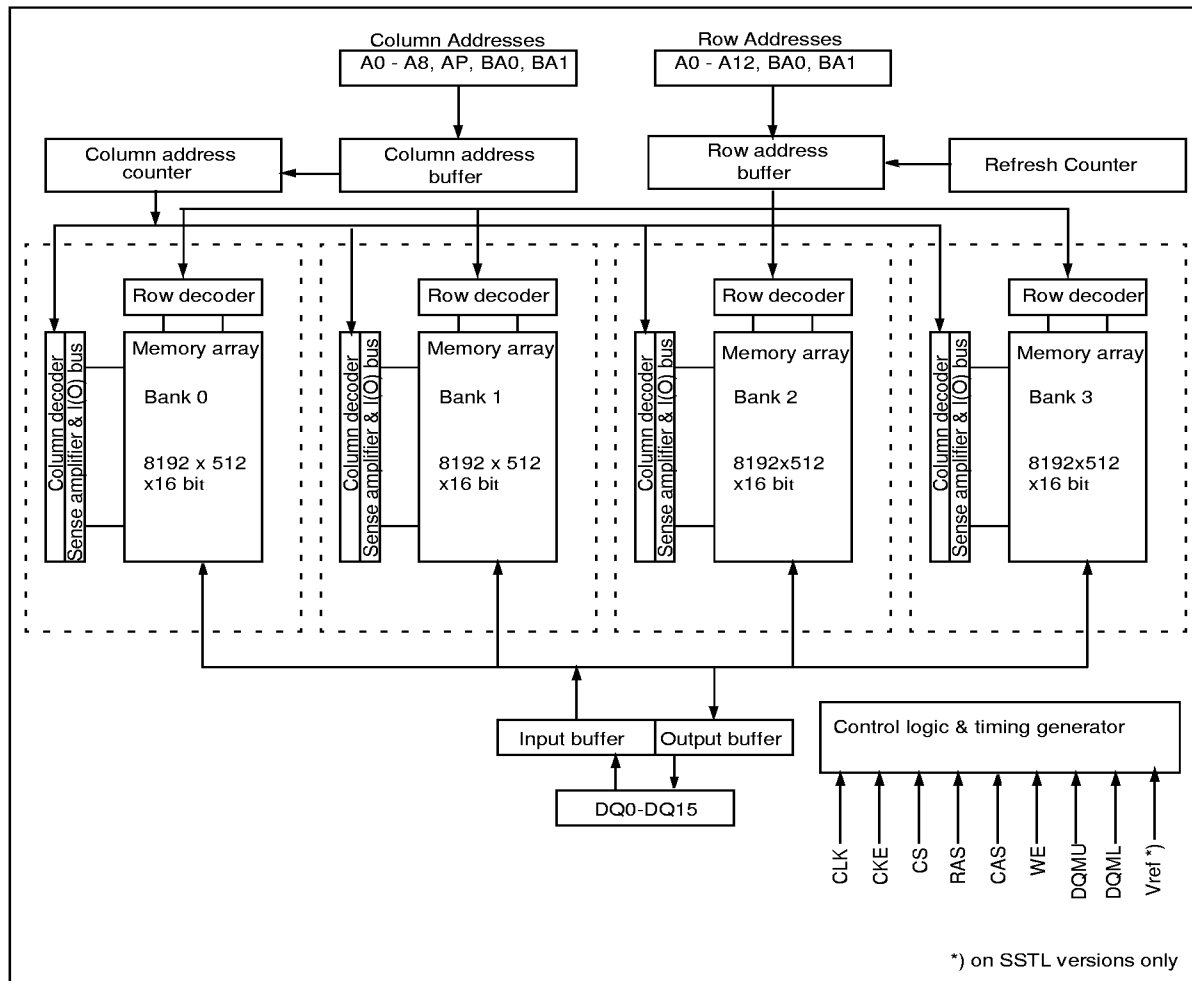 Column Addresses
A0 - A8, AP, BA0, BA1
Row Addresses
A0 - A12, BA0, BA1
Column address
counter
Column address
buffer
Row address
buffer
Refresh Counter
Row decoder
Row decoder
Row decoder
Row decoder
Column decoder
Sense amplifier & I(O) bus
Memory array
Bank 0
8192 x 512
x16 bit
Column decoder
Sense amplifier & I(O) bus
Memory array
Bank 1
8192 x 512
x16 bit
Column decoder
Sense amplifier & I(O) bus
Memory array
Bank 2
8192x512
x16 bit
Column decoder
Sense amplifier & I(O) bus
Memory array
Bank 3
8192x512
x16 bit
Input buffer
Output buffer
DQ0-DQ15
Control logic & timing generator
CLK
CKE
CS
RAS
CAS
WE
DQMU
DQML
Vref *)
*) on SSTL versions only